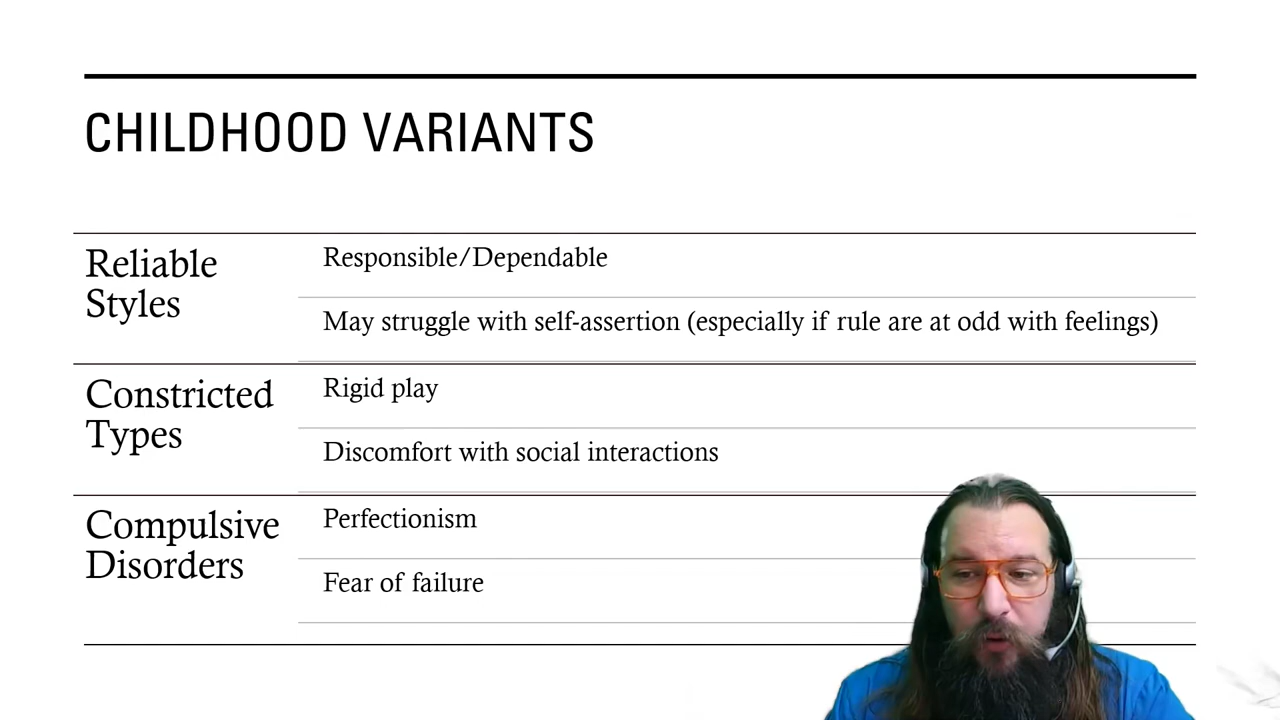 CHILDHOOD VARIANTS
Reliable
Styles
Responsible/Dependable
May struggle with self-assertion (especially if rule are at odd with feelings)
Constricted
Types
Rigid play
Discomfort with social interactions
Compulsive
Disorders
Perfectionism
Fear of failure